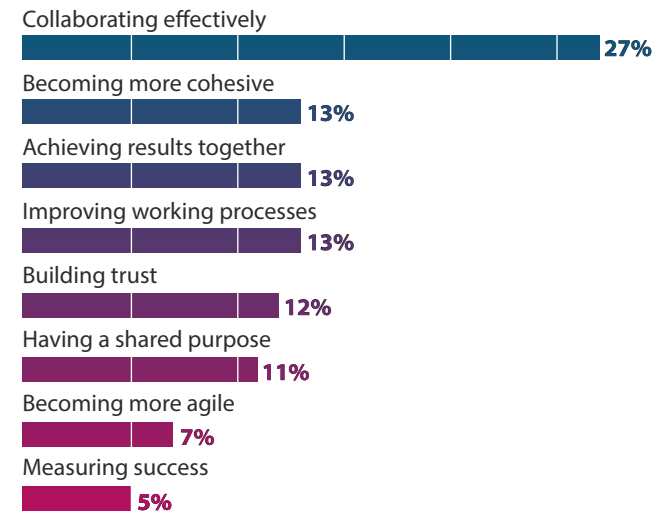 Collaborating effectively
27%
Becoming more cohesive
13%
Achieving results together
13%
Improving working processes
13%
Building trust
12%
Having a shared purpose
11%
Becoming more agile
7%
Measuring success
5%